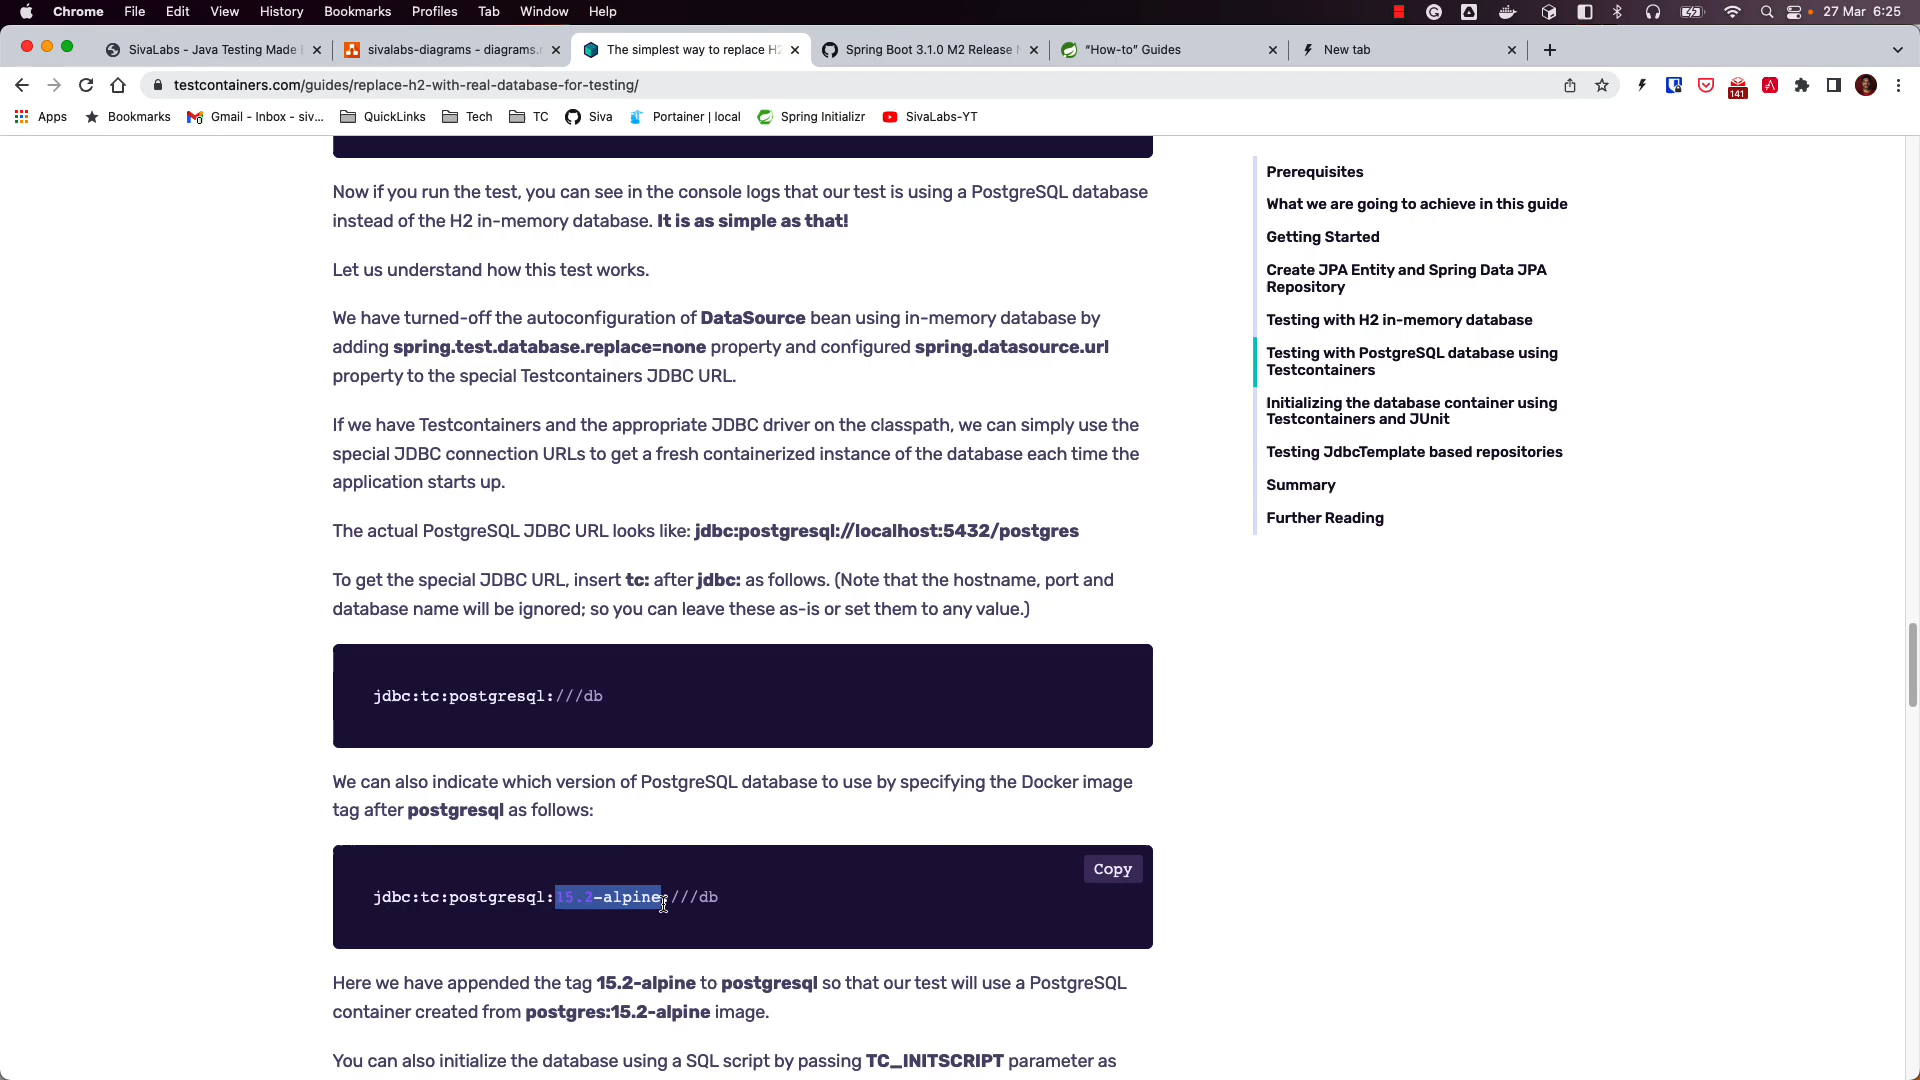 Chrome File Edit View History Bookmarks Profiles Tab Window Help 27 Mar 6:25
SivaLabs - Java Testing Made sivalabs-diagrams - diagrams. The simplest way to replace H2 Spring Boot 3.1.0 M2 Release "How-to" Guides New tab
testcontainers.com/guides/replace-h2-with-real-database-for-testing/ 141
Apps Bookmarks Gmail - Inbox - siv... QuickLinks Tech TC Siva Portainer | local Spring Initializr SivaLabs-YT
Now if you run the test, you can see in the console logs that our test is using a PostgreSQL database
instead of the H2 in-memory database. It is as simple as that!
Let us understand how this test works.
We have turned-off the autoconfiguration of DataSource bean using in-memory database by
adding spring.test.database.replace=none property and configured spring.datasource.url
property to the special Testcontainers JDBC URL.
If we have Testcontainers and the appropriate JDBC driver on the classpath, we can simply use the
special JDBC connection URLs to get a fresh containerized instance of the database each time the
application starts up.
The actual PostgreSQL JDBC URL looks like: jdbc:postgresql://localhost:5432/postgres
To get the special JDBC URL, insert tc: after jdbc: as follows. (Note that the hostname, port and
database name will be ignored; so you can leave these as-is or set them to any value.)
jdbc:tc:postgresql:///db
We can also indicate which version of PostgreSQL database to use by specifying the Docker image
tag after postgresql as follows:
Copy
jdbc:tc:postgresql:15.2-alpine:///db
Here we have appended the tag 15.2-alpine to postgresql so that our test will use a PostgreSQL
container created from postgres:15.2-alpine image.
You can also initialize the database using a SQL script by passing TC_INITSCRIPT parameter as
Prerequisites
What we are going to achieve in this guide
Getting Started
Create JPA Entity and Spring Data JPA
Repository
Testing with H2 in-memory database
Testing with PostgreSQL database using
Testcontainers
Initializing the database container using
Testcontainers and JUnit
Testing JdbcTemplate based repositories
Summary
Further Reading